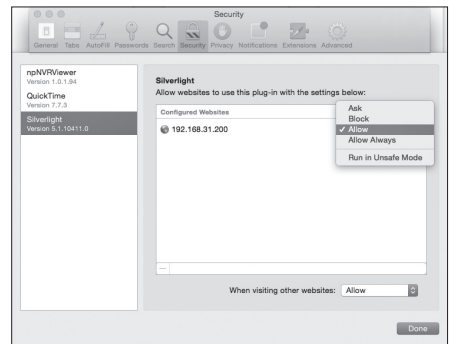 Security
General Tabs AutoFill Passwords Search Security Privacy Notifications Extensions Advanced
npNVRViewer
Version 1.0.1.94
QuickTime
Version 7.7.3
Silverlight
Version 5.1.10411.0
Silverlight
Allow websites to use this plug-in with the settings below:
Configured Websites
192.168.31.200
Ask
Block
✓ Allow
Allow Always
Run in Unsafe Mode
When visiting other websites: Allow
Done